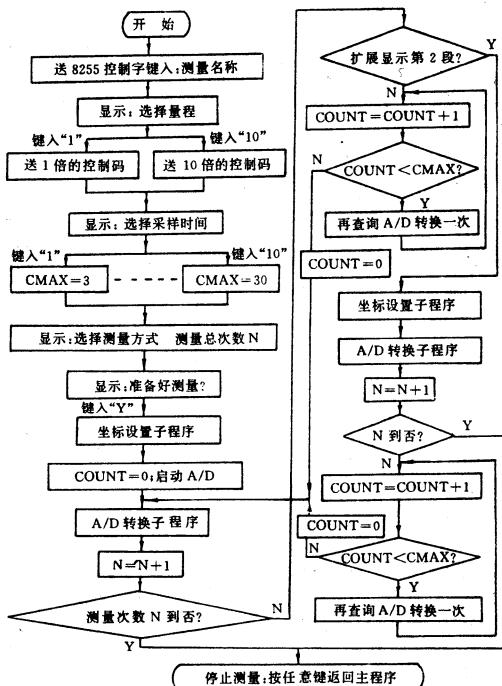 开 始
送 8255 控制字键入:测量名称
显示: 选择量程
键入“1”
键入“10”
送 1 倍的控制码
送 10 倍的控制码
显示: 选择采样时间
键入“1”
键入“10”
CMAX=3
CMAX=30
显示:选择测量方式 测量总次数 N
显示:准备好测量?
键入“Y”
坐标设置子程序
COUNT=0;启动 A/D
A/D 转换子程序
N=N+1
测量次数 N 到否?
N
Y
扩展显示第 2 段?
Y
N
COUNT=COUNT+1
N
COUNT<CMAX?
Y
再查询 A/D 转换一次
COUNT=0
坐标设置子程序
A/D 转换子程序
N=N+1
N 到否?
Y
N
COUNT=COUNT+1
COUNT=0
N
COUNT<CMAX?
Y
再查询 A/D 转换一次
停止测量:按任意键返回主程序